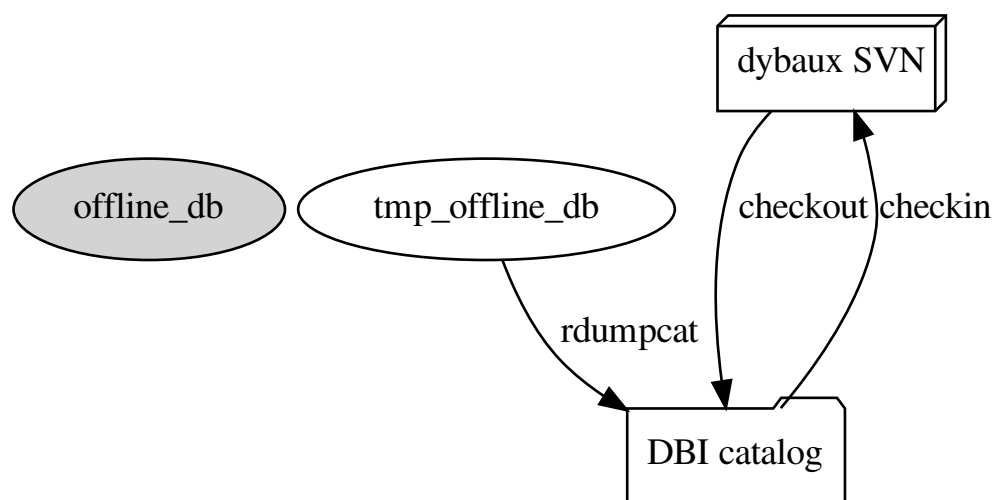 dybaux SVN
offline_db
tmp_offline_db
checkout
checkin
rdumpcat
DBI catalog